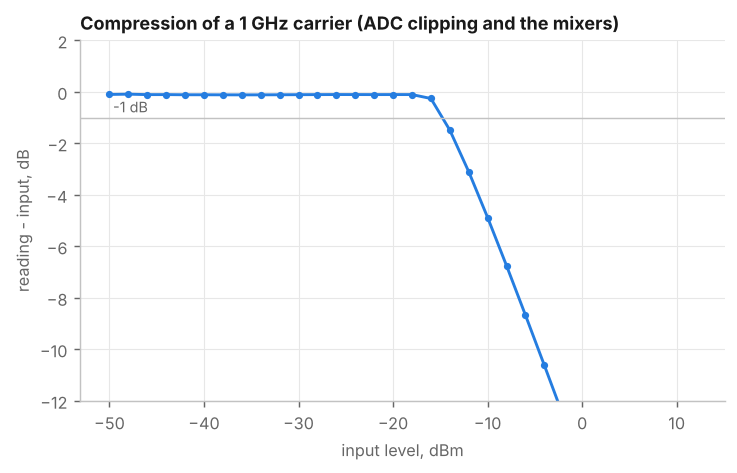 Compression of a 1 GHz carrier (ADC clipping and the mixers)
2
0
-1 dB
−2
−4
−6
−8
−10
−12
reading - input, dB
−50 −40 −30 −20 −10 0 10
input level, dBm